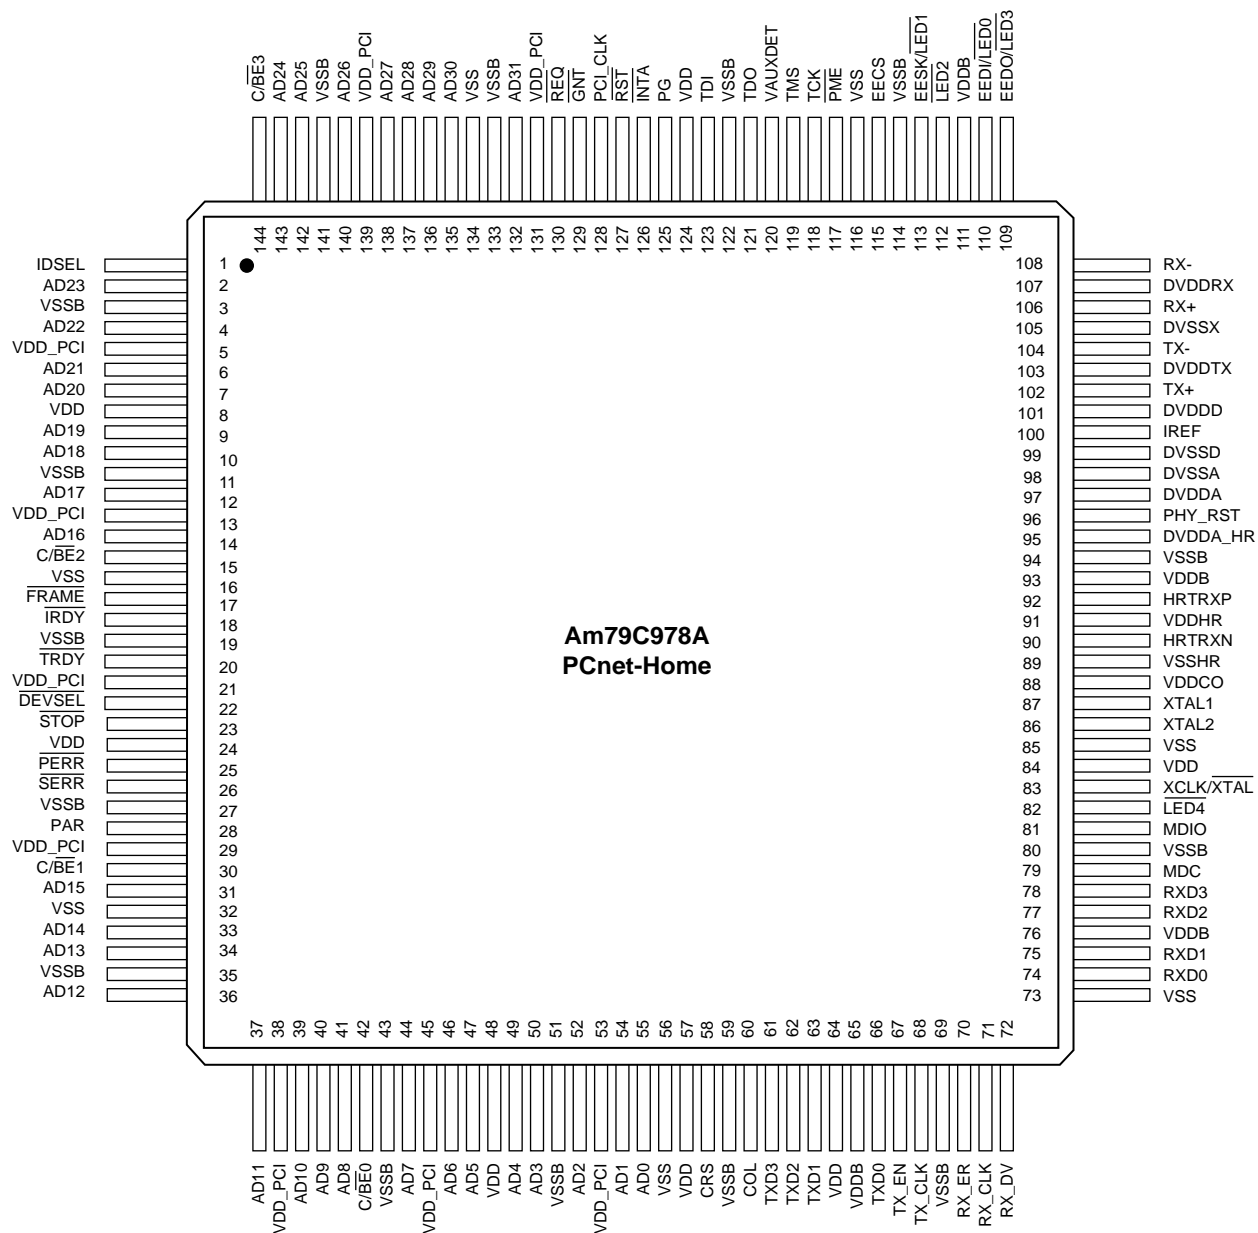 C/BE3
AD24
AD25
VSSB
AD26
VDD_PCI
AD27
AD28
AD29
AD30
VSS
VSSB
AD31
VDD_PCI
REQ
GNT
PCI_CLK
RST
INTA
PG
VDD
TDI
VSSB
TDO
VAUXDET
TMS
TCK
PME
VSS
EECS
VSSB
EESK/LED1
LED2
VDDB
EEDI/LED0
EEDO/LED3
144 143 142 141 140 139 138 137 136 135 134 133 132 131 130 129 128 127 126 125 124 123 122 121 120 119 118 117 116 115 114 113 112 111 110 109
IDSEL 1 108 RX-
AD23 2 107 DVDDRX
VSSB 3 106 RX+
AD22 4 105 DVSSX
VDD_PCI 5 104 TX-
AD21 6 103 DVDDTX
AD20 7 102 TX+
VDD 8 101 DVDDD
AD19 9 100 IREF
AD18 10 99 DVSSD
VSSB 11 98 DVSSA
AD17 12 97 DVDDA
VDD_PCI 13 96 PHY_RST
AD16 14 95 DVDDA_HR
C/BE2 15 94 VSSB
VSS 16 93 VDDB
FRAME 17 92 HRTRXP
IRDY 18 91 VDDHR
VSSB 19 90 HRTRXN
TRDY 20 89 VSSHR
VDD_PCI 21 88 VDDCO
DEVSEL 22 87 XTAL1
STOP 23 86 XTAL2
VDD 24 85 VSS
PERR 25 84 VDD
SERR 26 83 XCLK/XTAL
VSSB 27 82 LED4
PAR 28 81 MDIO
VDD_PCI 29 80 VSSB
C/BE1 30 79 MDC
AD15 31 78 RXD3
VSS 32 77 RXD2
AD14 33 76 VDDB
AD13 34 75 RXD1
VSSB 35 74 RXD0
AD12 36 73 VSS
Am79C978A
PCnet-Home
37 38 39 40 41 42 43 44 45 46 47 48 49 50 51 52 53 54 55 56 57 58 59 60 61 62 63 64 65 66 67 68 69 70 71 72
AD11
VDD_PCI
AD10
AD9
AD8
C/BE0
VSSB
AD7
VDD_PCI
AD6
AD5
VDD
AD4
AD3
VSSB
AD2
VDD_PCI
AD1
AD0
VSS
VDD
CRS
VSSB
COL
TXD3
TXD2
TXD1
VDD
VDDB
TXD0
TX_EN
TX_CLK
VSSB
RX_ER
RX_CLK
RX_DV